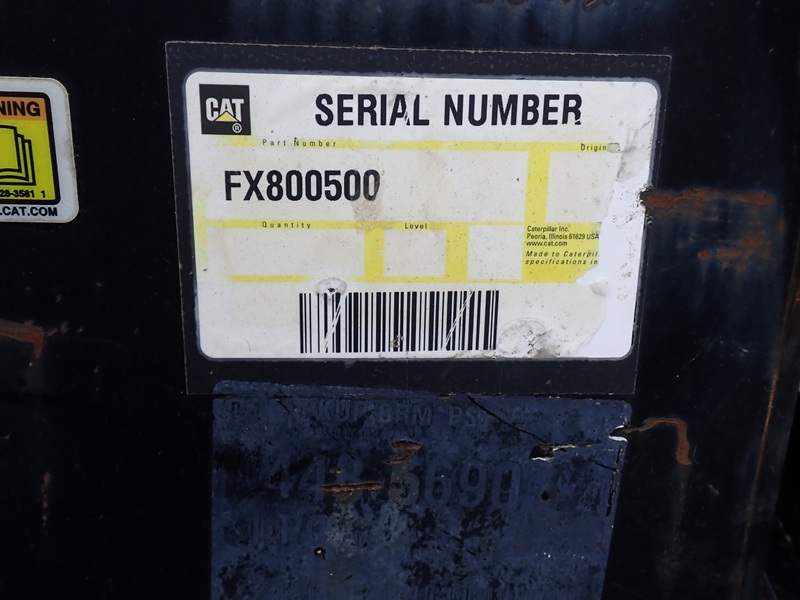 NING
28-3581 1
.CAT.COM
CAT
®
SERIAL NUMBER
Part Number
Origin
FX800500
Quantity
Level
Caterpillar Inc.
Peoria, Illinois 61629 USA
www.cat.com
Made to Caterpil
specifications in